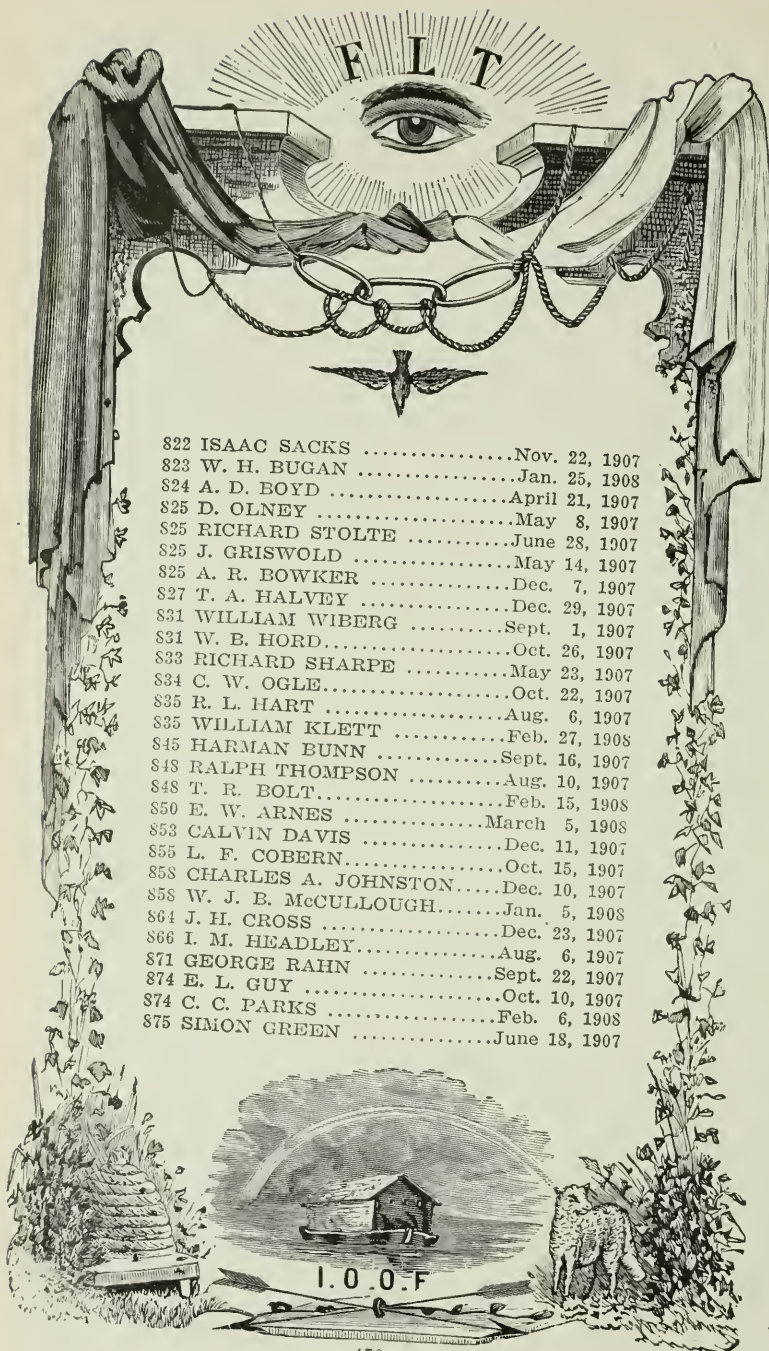 F L T
822 ISAAC SACKS ................Nov. 22, 1907
823 W. H. BUGAN ................Jan. 25, 1908
824 A. D. BOYD ..................April 21, 1907
825 D. OLNEY .....................May 8, 1907
825 RICHARD STOLTE ............June 28, 1907
825 J. GRISWOLD .................May 14, 1907
825 A. R. BOWKER ...............Dec. 7, 1907
827 T. A. HALVEY ................Dec. 29, 1907
831 WILLIAM WIBERG ..........Sept. 1, 1907
831 W. B. HORD...................Oct. 26, 1907
833 RICHARD SHARPE ...........May 23, 1907
834 C. W. OGLE...................Oct. 22, 1907
835 R. L. HART ..................Aug. 6, 1907
835 WILLIAM KLETT .............Feb. 27, 1908
845 HARMAN BUNN .............Sept. 16, 1907
848 RALPH THOMPSON .........Aug. 10, 1907
848 T. R. BOLT....................Feb. 15, 1908
850 E. W. ARNES ...............March 5, 1908
853 CALVIN DAVIS ...............Dec. 11, 1907
855 L. F. COBERN.................Oct. 15, 1907
858 CHARLES A. JOHNSTON.....Dec. 10, 1907
858 W. J. B. McCULLOUGH.......Jan. 5, 1908
864 J. H. CROSS ..................Dec. 23, 1907
866 I. M. HEADLEY................Aug. 6, 1907
871 GEORGE RAHN ..............Sept. 22, 1907
874 E. L. GUY .....................Oct. 10, 1907
874 C. C. PARKS ..................Feb. 6, 1908
875 SIMON GREEN ...............June 18, 1907
I.O.O.F